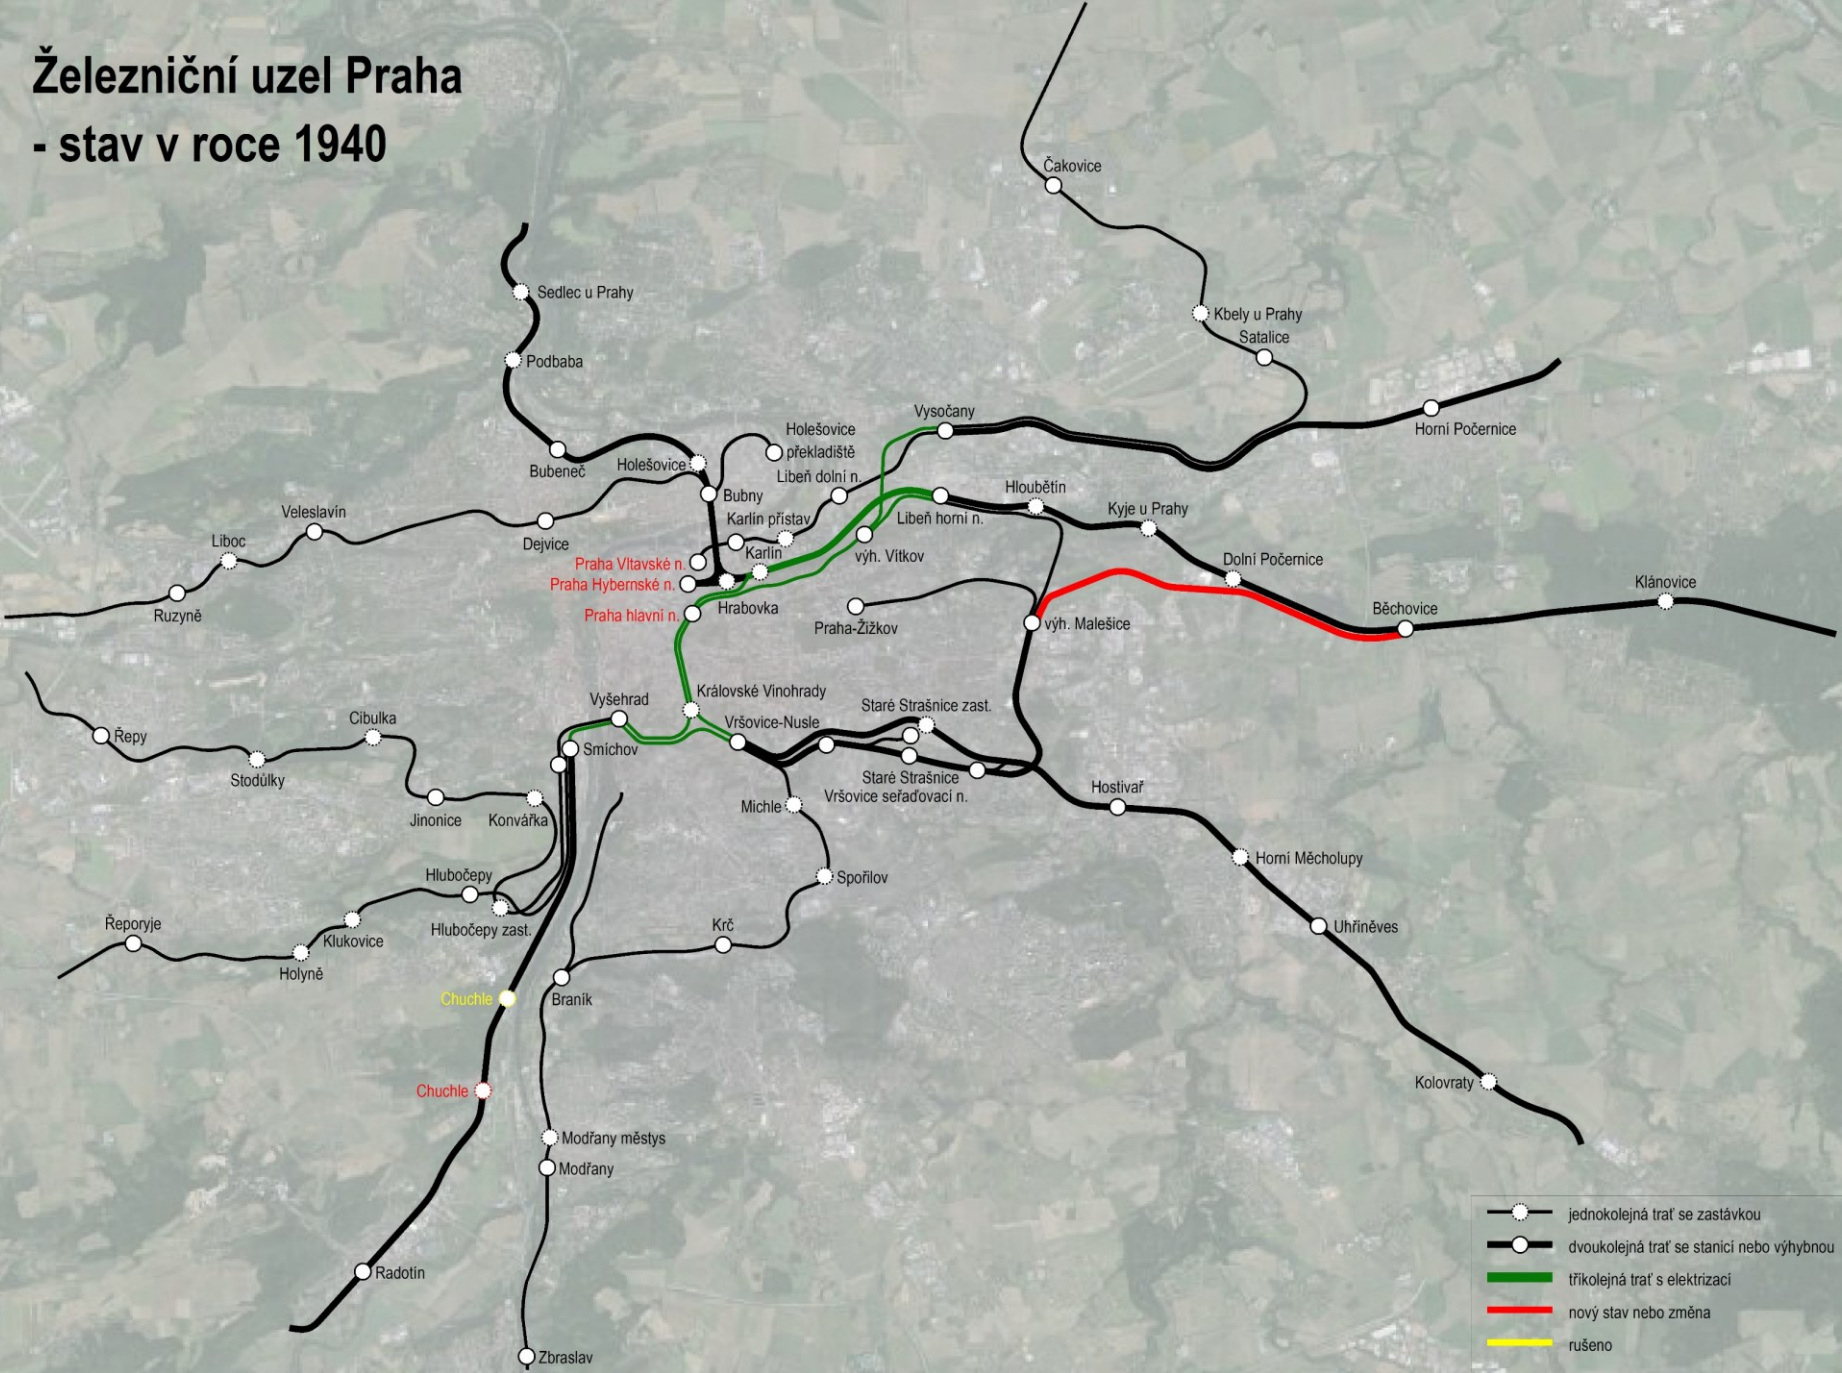 Železniční uzel Praha
- stav v roce 1940
Čakovice
Sedlec u Prahy
Kbely u Prahy
Satalice
Podbaba
Vysočany
Horní Počernice
Holešovice
překladiště
Bubeneč
Holešovice
Libeň dolní n.
Bubny
Hloubětín
Kyje u Prahy
Veleslavín
Karlín přístav
Libeň horní n.
Liboc
Dejvice
Karlín
výh. Vítkov
Dolní Počernice
Praha Vltavské n.
Praha Hybernské n.
Klánovice
Ruzyně
Praha hlavní n.
Hrabovka
Praha-Žižkov
výh. Malešice
Běchovice
Královské Vinohrady
Vyšehrad
Staré Strašnice zast.
Cibulka
Vršovice-Nusle
Řepy
Smíchov
Stodůlky
Staré Strašnice
Vršovice seřaďovací n.
Hostivař
Michle
Jinonice
Konvářka
Horní Měcholupy
Hlubočepy
Spořilov
Řeporyje
Klukovice
Hlubočepy zast.
Krč
Uhříněves
Holyně
Chuchle
Braník
Kolovraty
Chuchle
Modřany městys
Modřany
Radotín
Zbraslav
jednokolejná trať se zastávkou
dvoukolejná trať se stanicí nebo výhybnou
tříkolejná trať s elektrizací
nový stav nebo změna
rušeno